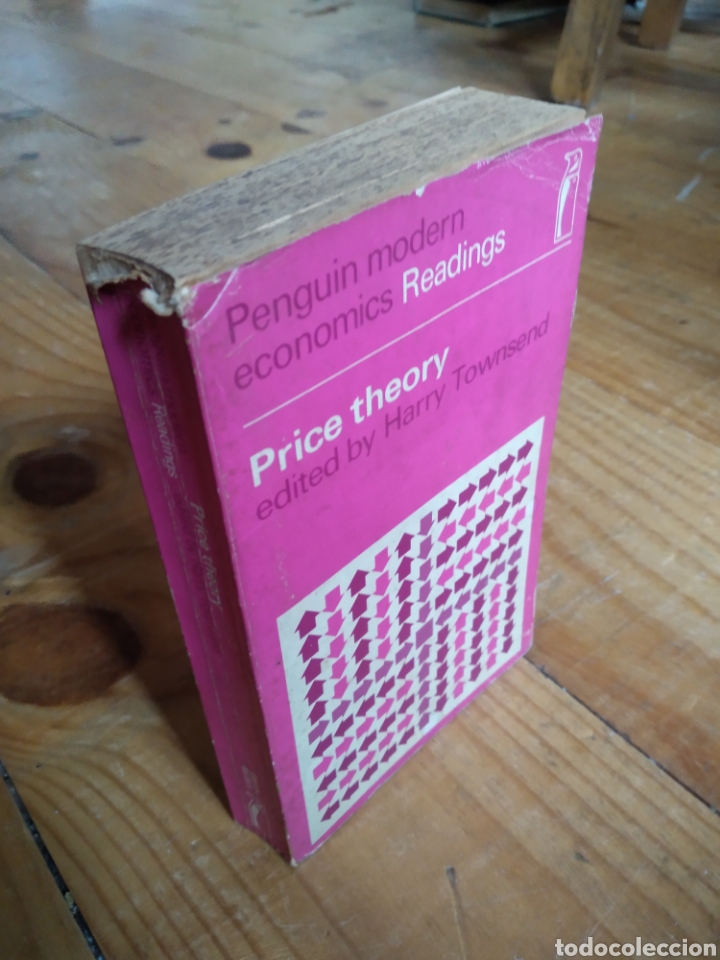 Penguin modern
economics Readings
Price theory
edited by Harry Townsend
Readings
Price theory
todocoleccion